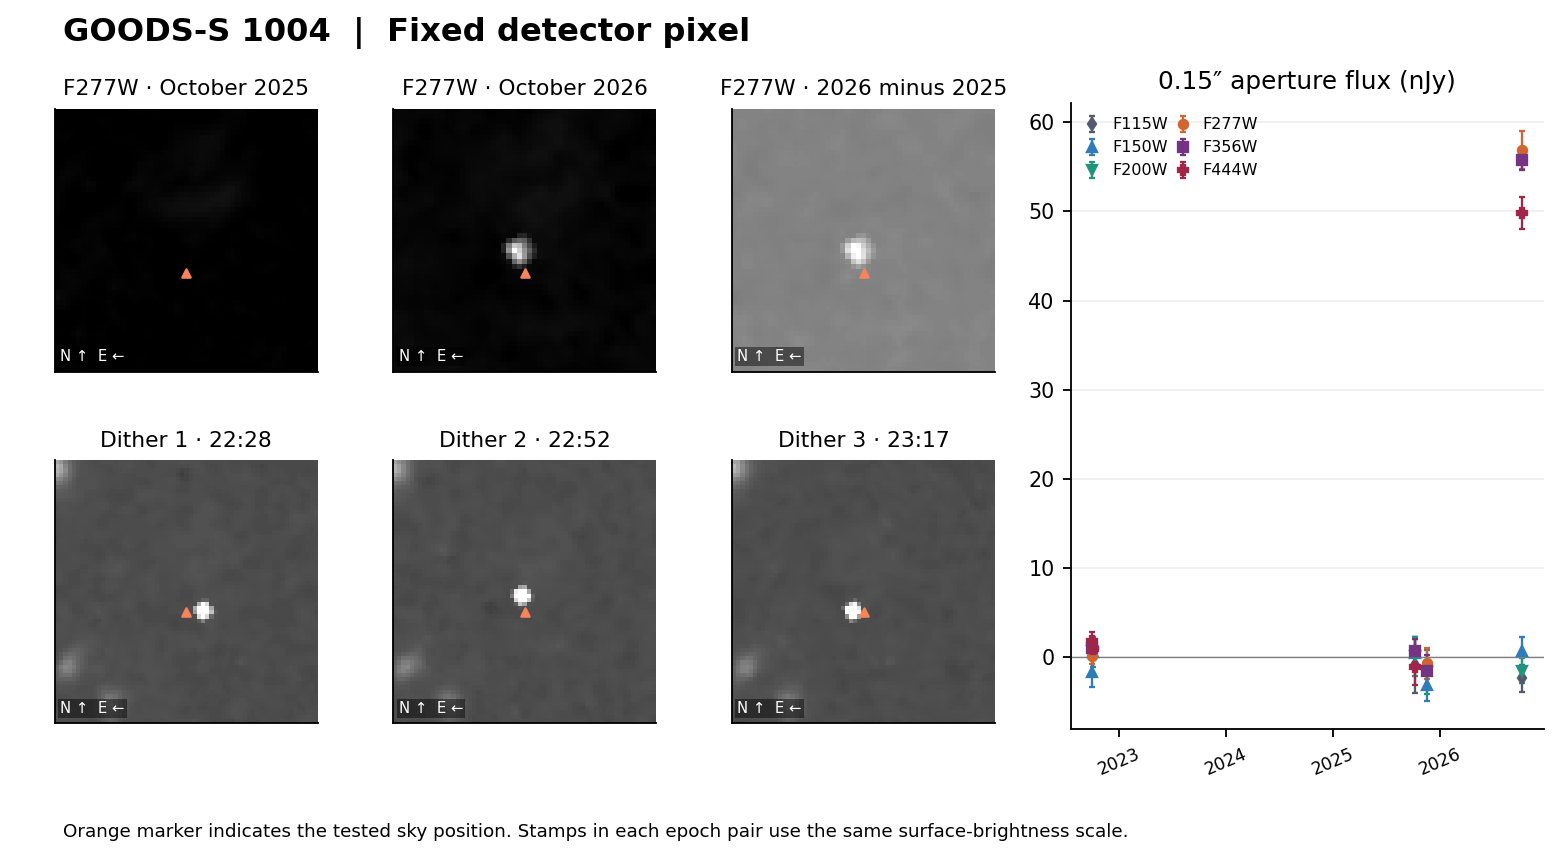 GOODS-S 1004 | Fixed detector pixel
F277W · October 2025
F277W · October 2026
F277W · 2026 minus 2025
N ↑ E ←
N ↑ E ←
N ↑ E ←
Dither 1 · 22:28
Dither 2 · 22:52
Dither 3 · 23:17
N ↑ E ←
N ↑ E ←
N ↑ E ←
0.15″ aperture flux (nJy)
F115W F277W
F150W F356W
F200W F444W
60
50
40
30
20
10
0
2023 2024 2025 2026
Orange marker indicates the tested sky position. Stamps in each epoch pair use the same surface-brightness scale.